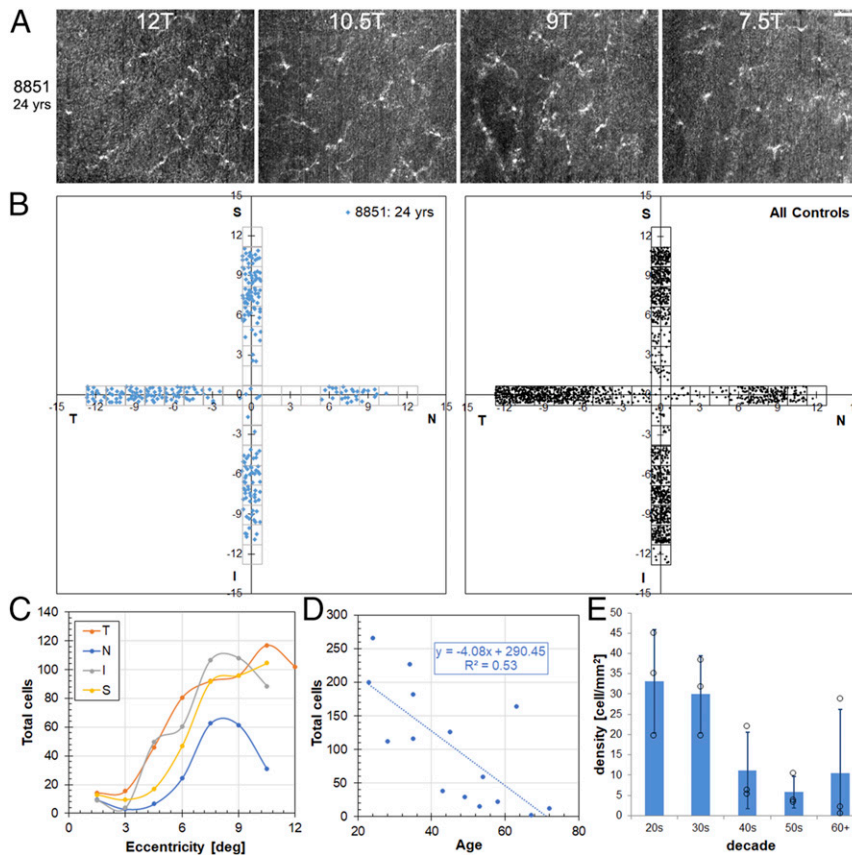 A
12T
10.5T
9T
7.5T
8851
24 yrs
B
15
S
8851: 24 yrs
12
9
6
3
0
-15
-12
-9
-6
-3
0
3
6
9
12
15
T
N
-3
-6
-9
-12
I
-15
15
S
All Controls
12
9
6
3
0
-15
-12
-9
-6
-3
0
3
6
9
12
15
T
N
-3
-6
-9
-12
I
-15
C
140
120
100
80
60
40
20
0
T
N
I
S
Total cells
0
3
6
9
12
Eccentricity [deg]
D
300
250
200
150
100
50
0
y = -4.08x + 290.45
R² = 0.53
Total cells
20
40
60
80
Age
E
50
45
40
35
30
25
20
15
10
5
0
density [cell/mm²]
20s
30s
40s
50s
60+
decade